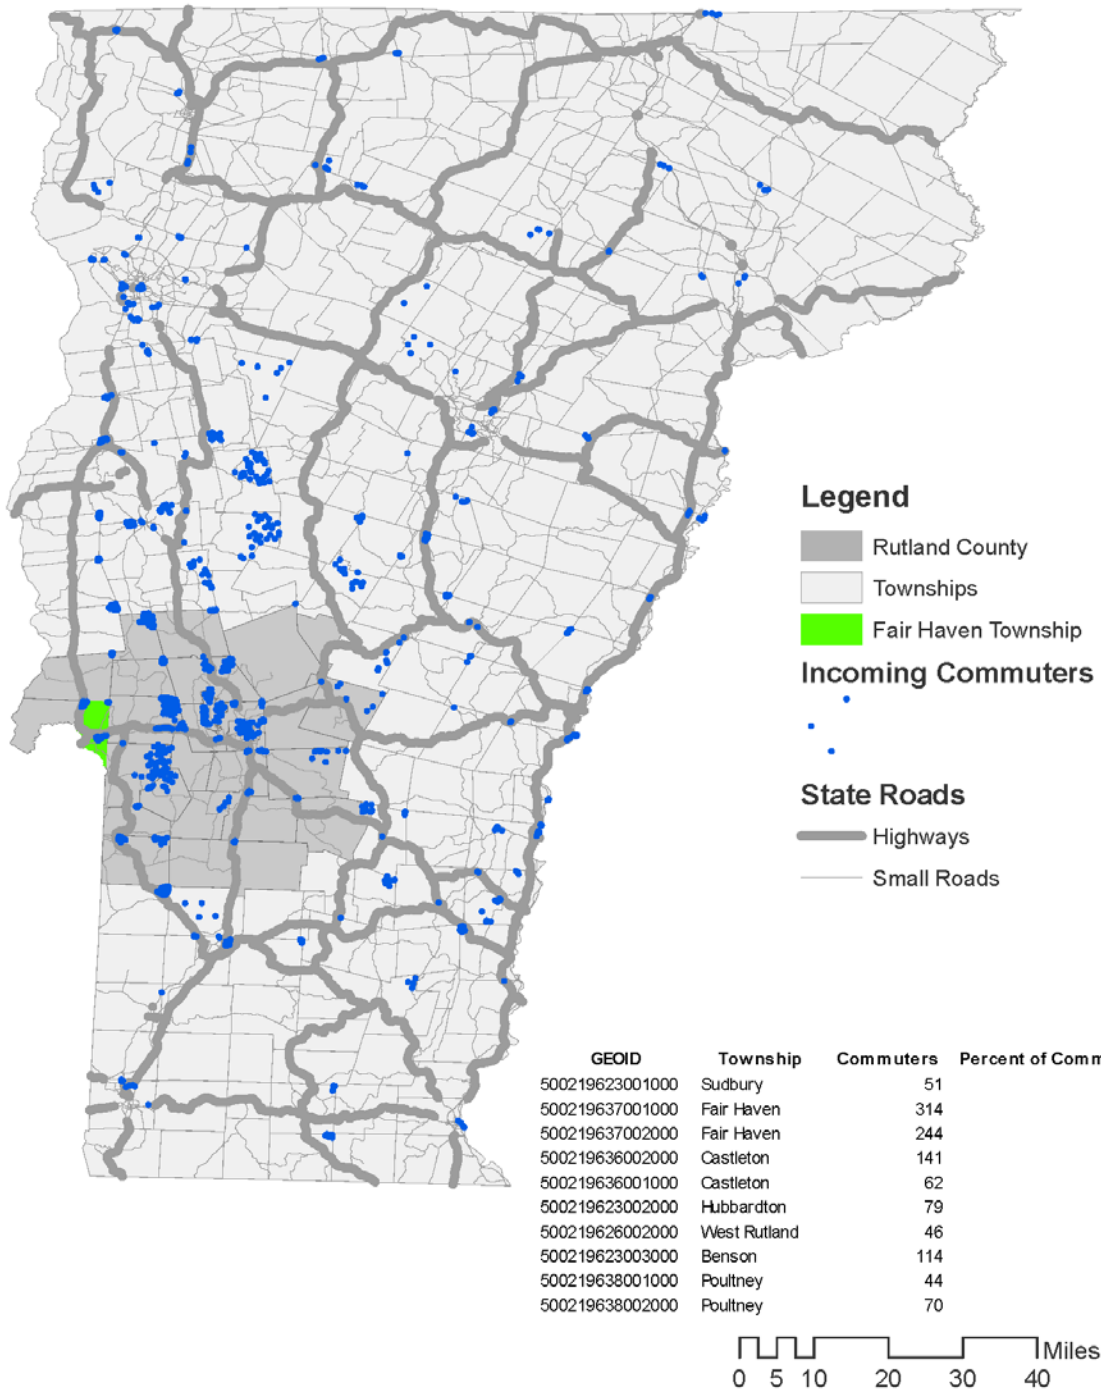 Legend
Rutland County
Townships
Fair Haven Township
Incoming Commuters
State Roads
Highways
Small Roads
GEOID Township Commuters Percent of Comm
500219623001000 Sudbury 51
500219637001000 Fair Haven 314
500219637002000 Fair Haven 244
500219636002000 Castleton 141
500219636001000 Castleton 62
500219623002000 Hubbardton 79
500219626002000 West Rutland 46
500219623003000 Benson 114
500219638001000 Poultney 44
500219638002000 Poultney 70
Miles
0 5 10 20 30 40